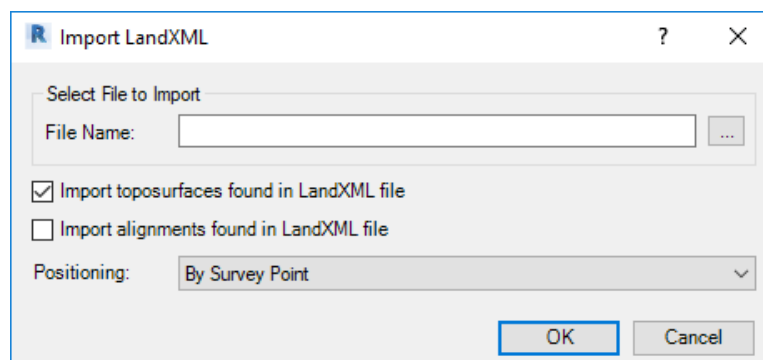 R Import LandXML ?
Select File to Import
File Name: ...
Import toposurfaces found in LandXML file
Import alignments found in LandXML file
Positioning: By Survey Point
OK Cancel